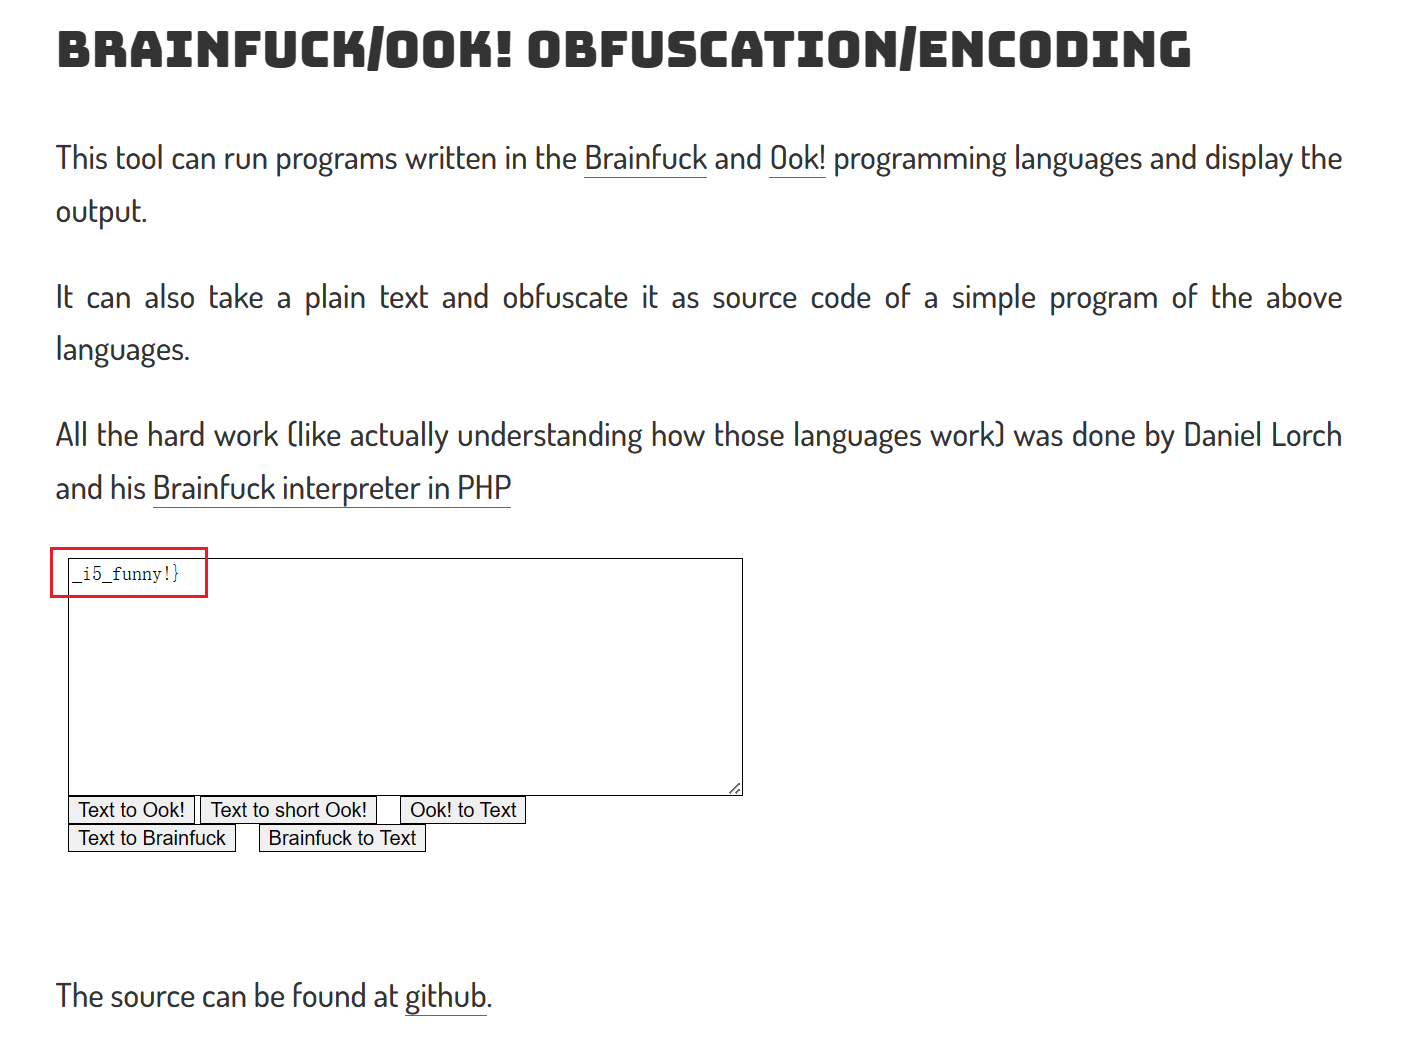 BRAINFUCK/OOK! OBFUSCATION/ENCODING
This tool can run programs written in the Brainfuck and Ook! programming languages and display the
output.
It can also take a plain text and obfuscate it as source code of a simple program of the above
languages.
All the hard work (like actually understanding how those languages work) was done by Daniel Lorch
and his Brainfuck interpreter in PHP
_i5_funny!}
Text to Ook! Text to short Ook! Ook! to Text
Text to Brainfuck Brainfuck to Text
The source can be found at github.